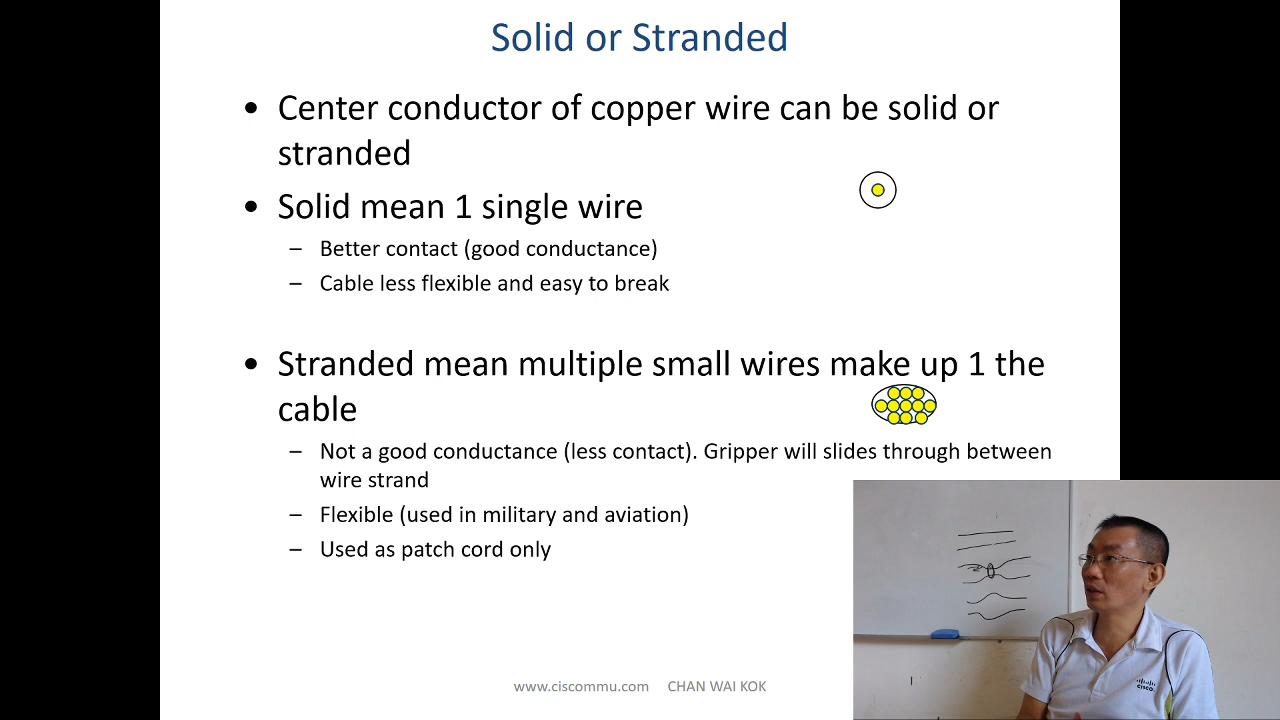 Solid or Stranded
• Center conductor of copper wire can be solid or
stranded
• Solid mean 1 single wire
– Better contact (good conductance)
– Cable less flexible and easy to break
• Stranded mean multiple small wires make up 1 the
cable
– Not a good conductance (less contact). Gripper will slides through between
wire strand
– Flexible (used in military and aviation)
– Used as patch cord only
www.ciscommu.com CHAN WAI KOK
CISCO